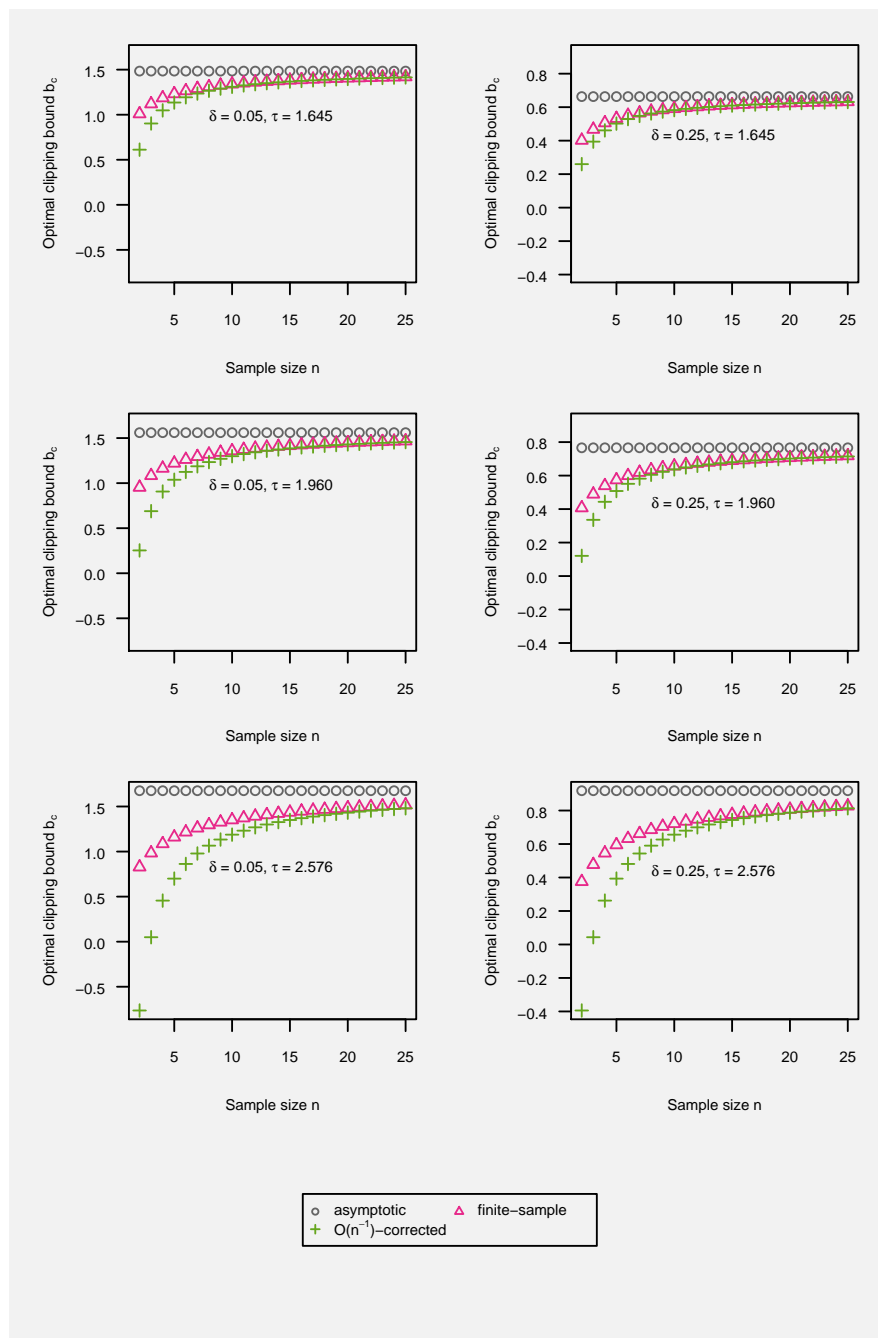 Optimal clipping bound b_c
1.5
1.0
0.5
0.0
−0.5
δ = 0.05, τ = 1.645
5 10 15 20 25
Sample size n
Optimal clipping bound b_c
0.8
0.6
0.4
0.2
0.0
−0.2
−0.4
δ = 0.25, τ = 1.645
5 10 15 20 25
Sample size n
Optimal clipping bound b_c
1.5
1.0
0.5
0.0
−0.5
δ = 0.05, τ = 1.960
5 10 15 20 25
Sample size n
Optimal clipping bound b_c
0.8
0.6
0.4
0.2
0.0
−0.2
−0.4
δ = 0.25, τ = 1.960
5 10 15 20 25
Sample size n
Optimal clipping bound b_c
1.5
1.0
0.5
0.0
−0.5
δ = 0.05, τ = 2.576
5 10 15 20 25
Sample size n
Optimal clipping bound b_c
0.8
0.6
0.4
0.2
0.0
−0.2
−0.4
δ = 0.25, τ = 2.576
5 10 15 20 25
Sample size n
asymptotic finite−sample
O(n⁻¹)−corrected